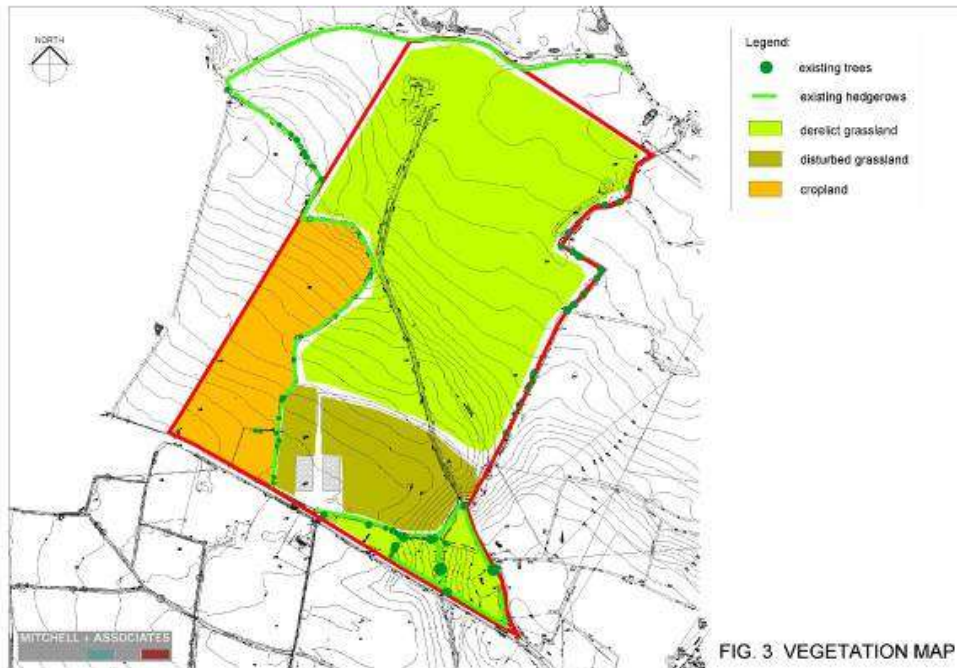 NORTH
Legend:
existing trees
existing hedgerows
derelict grassland
disturbed grassland
cropland
MITCHELL + ASSOCIATES
FIG. 3 VEGETATION MAP